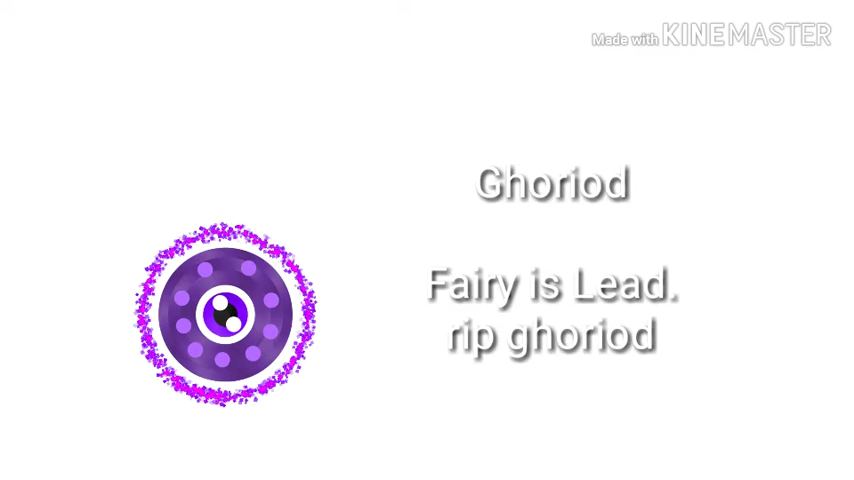 Made with KINEMASTER
Ghoriod
Fairy is Lead.
rip ghoriod